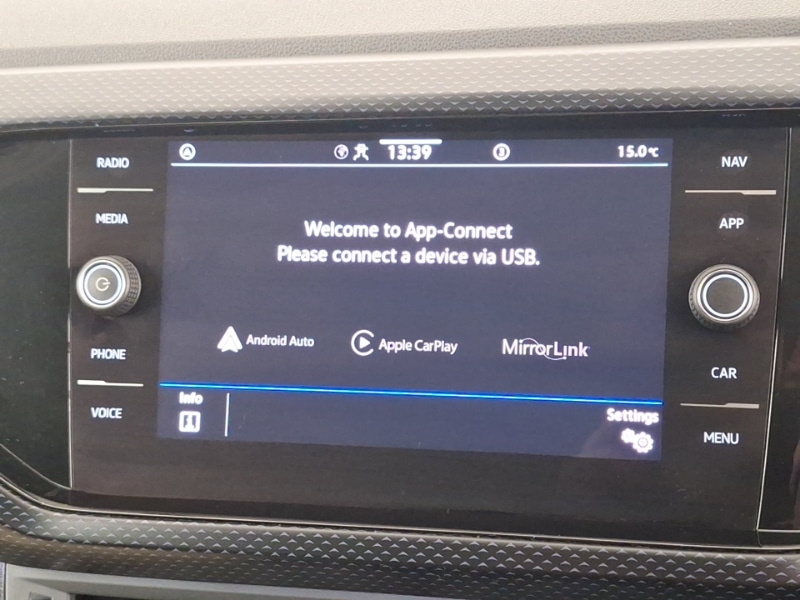 RADIO
MEDIA
PHONE
VOICE
13:39
15.0°C
Welcome to App-Connect
Please connect a device via USB.
Android Auto
Apple CarPlay
MirrorLink
Info
Settings
NAV
APP
CAR
MENU